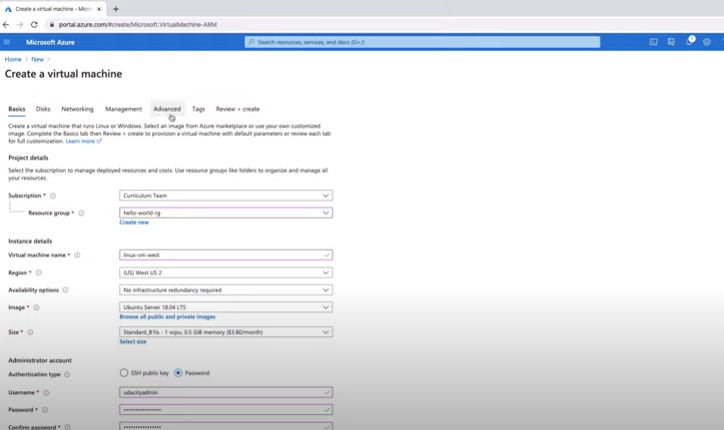 Create a virtual machine - Micros
portal.azure.com/#create/Microsoft.VirtualMachine-ARM
Microsoft Azure
Search resources, services, and docs (G+/)
1
Home > New >
Create a virtual machine
Basics Disks Networking Management Advanced Tags Review + create
Create a virtual machine that runs Linux or Windows. Select an image from Azure marketplace or use your own customized
image. Complete the Basics tab then Review + create to provision a virtual machine with default parameters or review each tab
for full customization. Learn more
Project details
Select the subscription to manage deployed resources and costs. Use resource groups like folders to organize and manage all
your resources.
Subscription * Curriculum Team
Resource group * hello-world-rg
Create new
Instance details
Virtual machine name * linux-vm-west
Region * (US) West US 2
Availability options No infrastructure redundancy required
Image * Ubuntu Server 18.04 LTS
Browse all public and private images
Size * Standard_B1ls - 1 vcpu, 0.5 GB memory ($3.80/month)
Select size
Administrator account
Authentication type SSH public key Password
Username * udacityadmin
Password * ••••••••••••••••
Confirm password * ••••••••••••••••